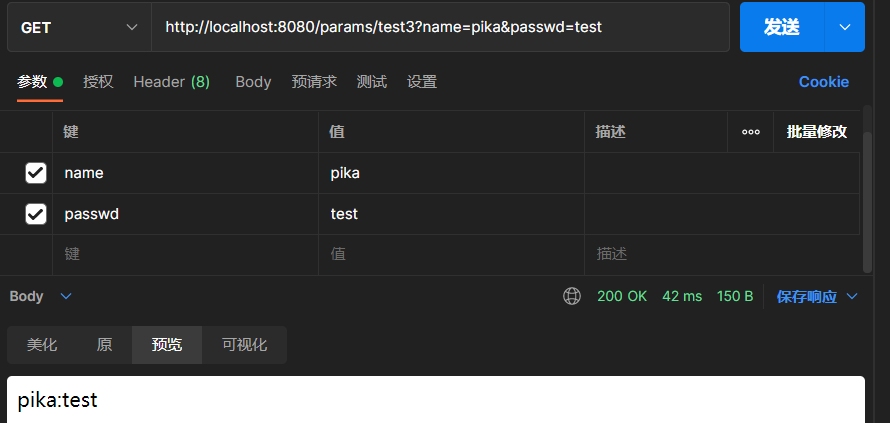 GET http://localhost:8080/params/test3?name=pika&passwd=test 发送
参数 授权 Header (8) Body 预请求 测试 设置 Cookie
键 值 描述 批量修改
name pika
passwd test
键 值 描述
Body 200 OK 42 ms 150 B 保存响应
美化 原 预览 可视化
pika:test